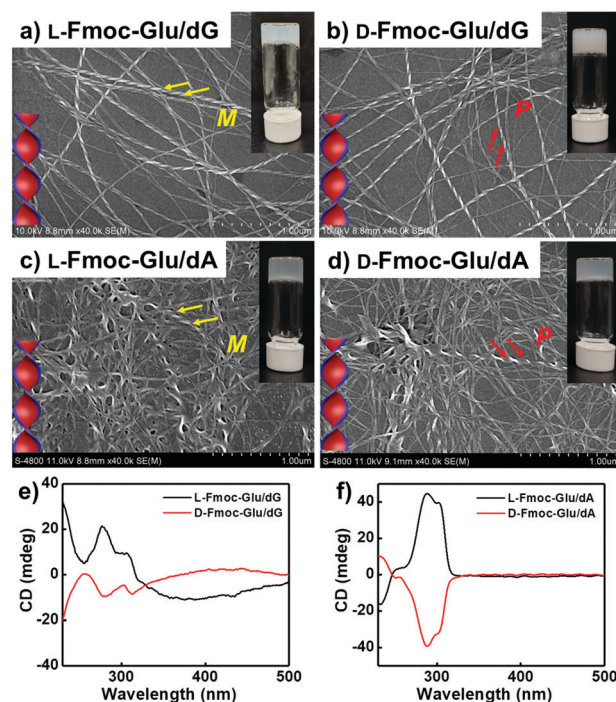 a) L-Fmoc-Glu/dG
M
10.0kV 8.8mm x40.0k SE(M) 1.00um
b) D-Fmoc-Glu/dG
P
10.0kV 8.8mm x40.0k SE(M) 1.00um
c) L-Fmoc-Glu/dA
M
S-4800 11.0kV 8.8mm x40.0k SE(M) 1.00um
d) D-Fmoc-Glu/dA
P
S-4800 11.0kV 9.1mm x40.0k SE(M) 1.00um
e)
L-Fmoc-Glu/dG
D-Fmoc-Glu/dG
CD (mdeg)
40
20
0
-20
-40
300 400 500
Wavelength (nm)
f)
L-Fmoc-Glu/dA
D-Fmoc-Glu/dA
CD (mdeg)
40
20
0
-20
-40
300 400 500
Wavelength (nm)